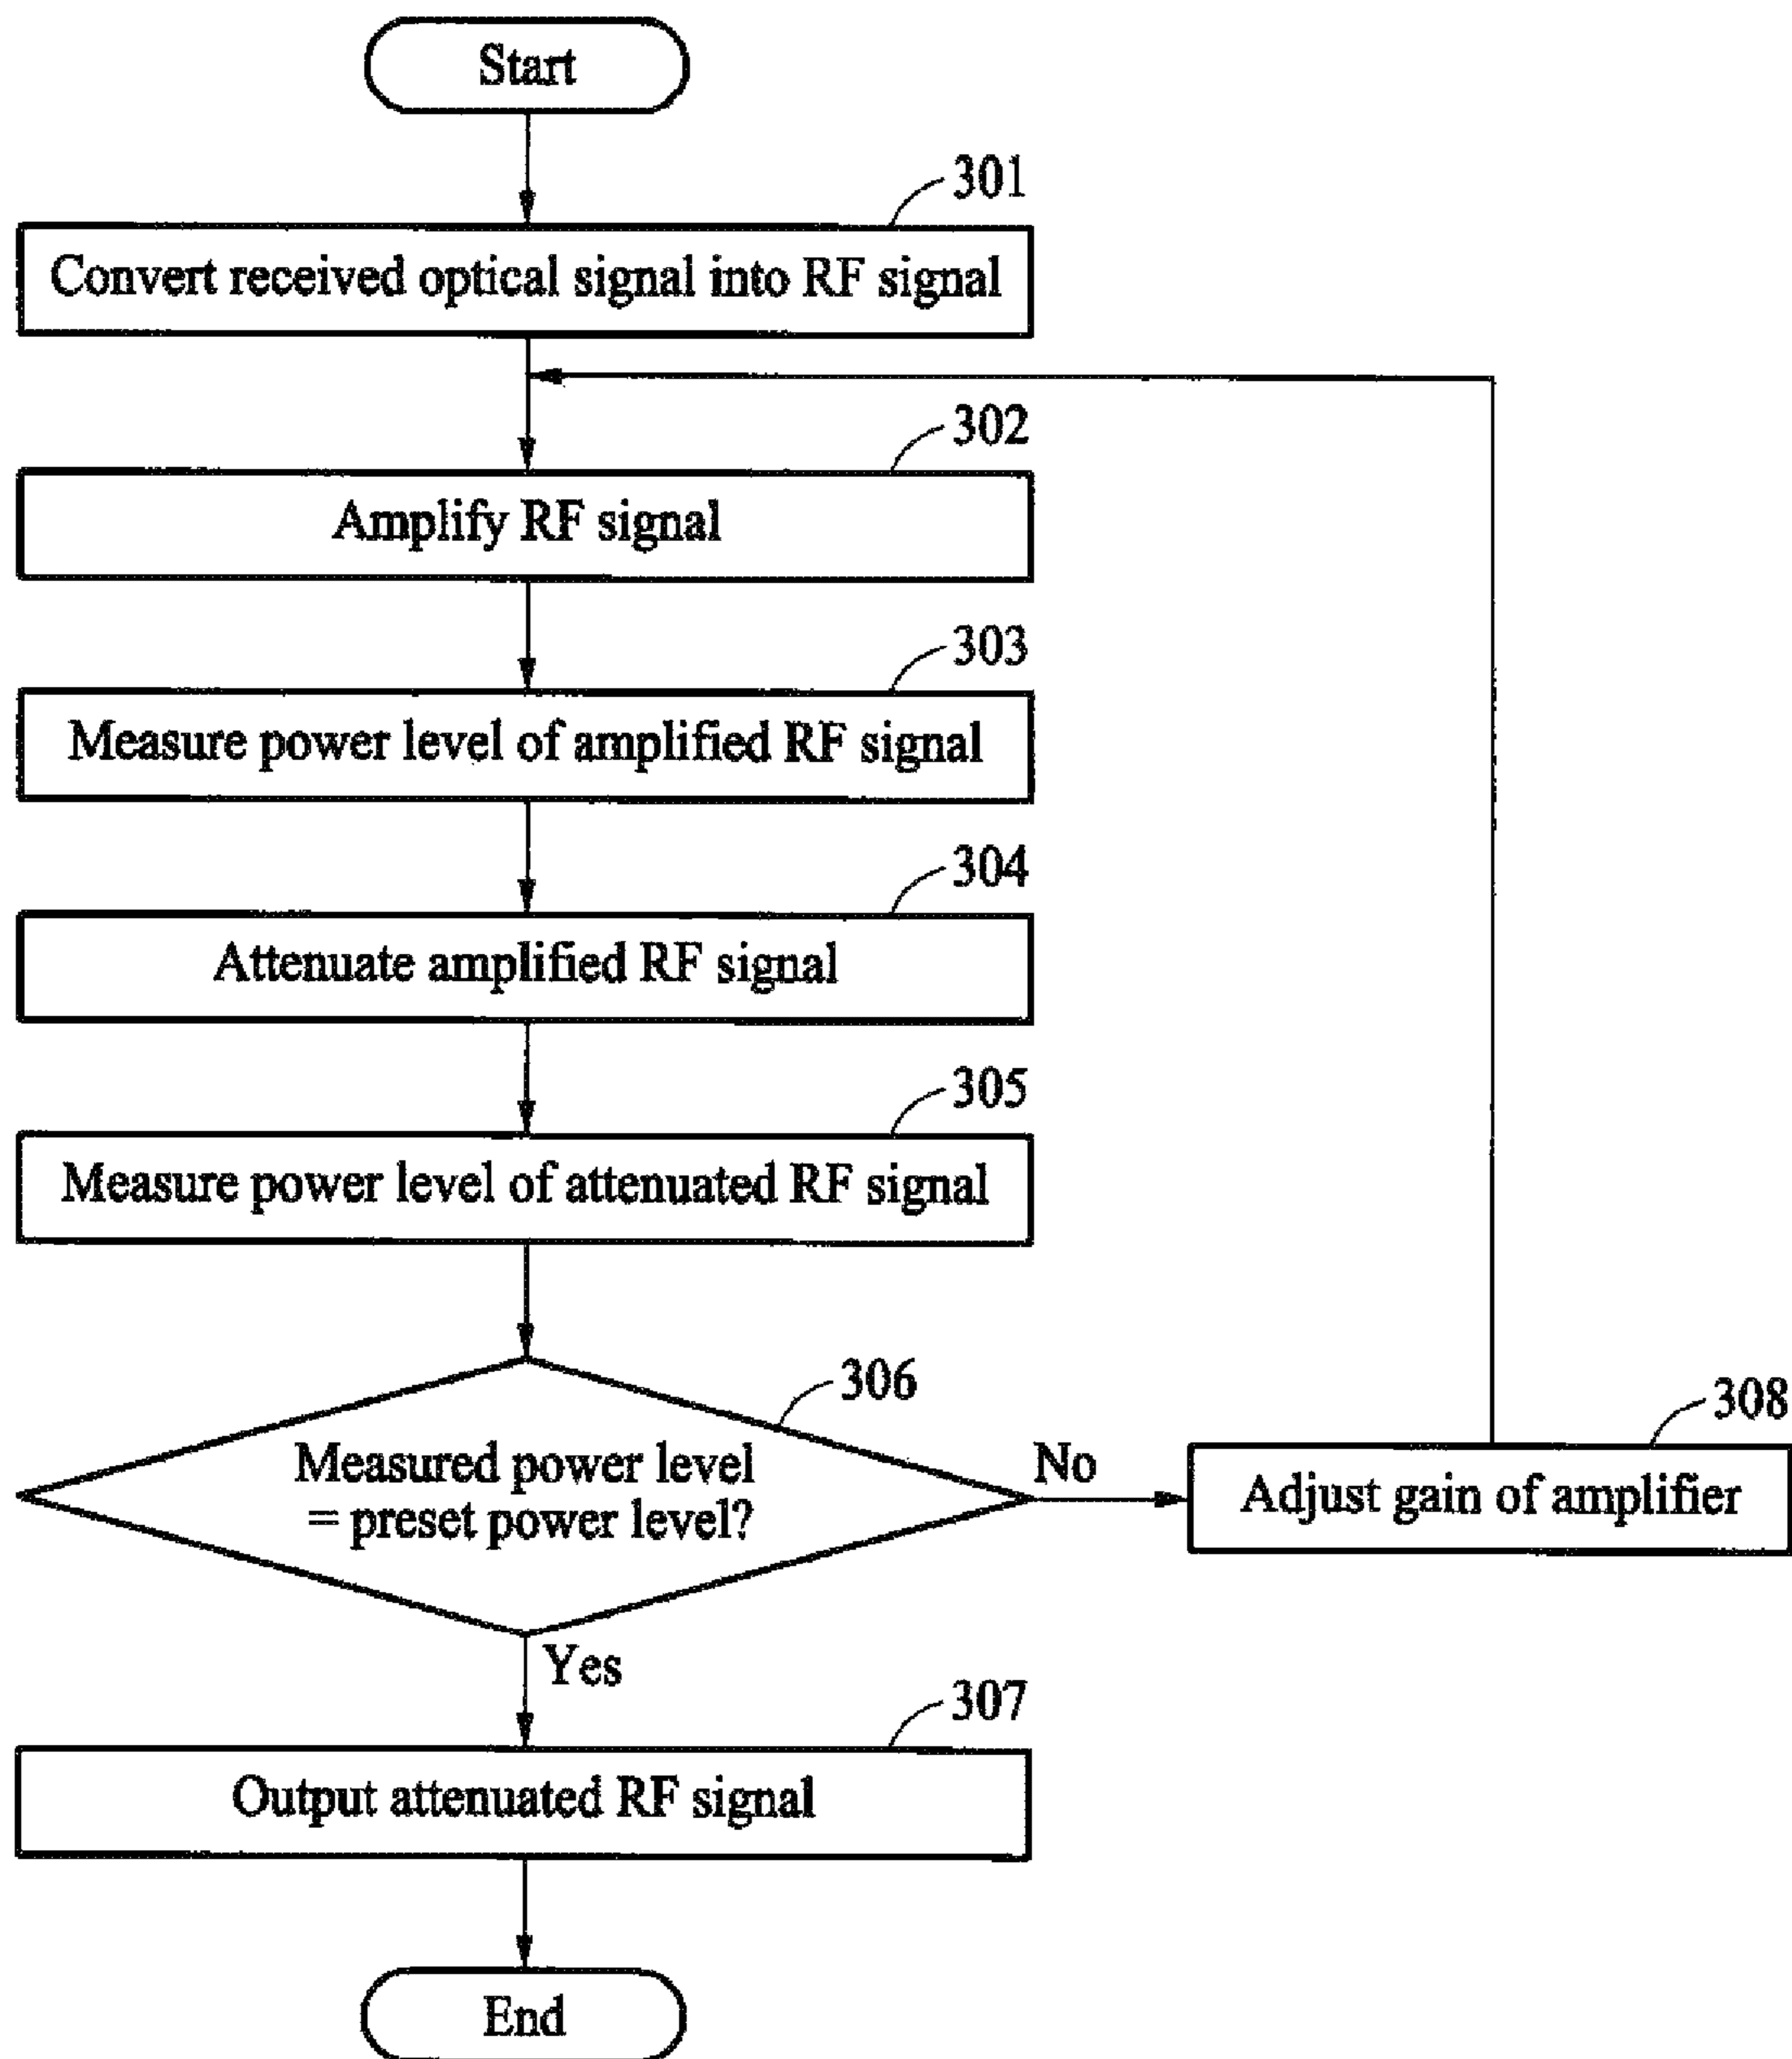 Start
301
Convert received optical signal into RF signal
302
Amplify RF signal
303
Measure power level of amplified RF signal
304
Attenuate amplified RF signal
305
Measure power level of attenuated RF signal
306
Measured power level
= preset power level?
No
308
Adjust gain of amplifier
Yes
307
Output attenuated RF signal
End